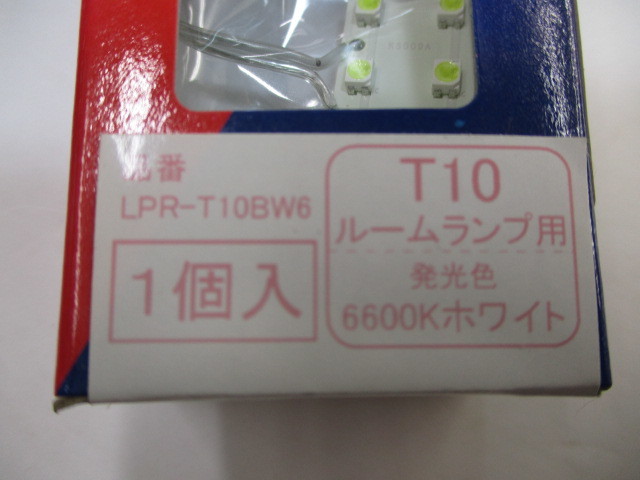 品番
LPR-T10BW6
1個入
T10
ルームランプ用
発光色
6600Kホワイト